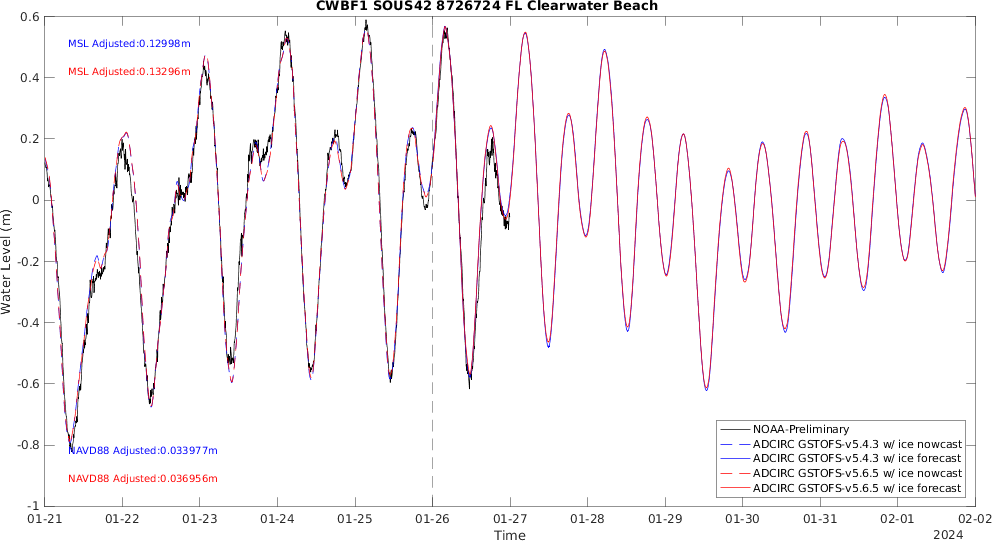 CWBF1 SOUS42 8726724 FL Clearwater Beach
0.6
0.4
0.2
0
-0.2
-0.4
-0.6
-0.8
-1
Water Level (m)
MSL Adjusted:0.12998m
MSL Adjusted:0.13296m
NAVD88 Adjusted:0.033977m
NAVD88 Adjusted:0.036956m
NOAA-Preliminary
ADCIRC GSTOFS-v5.4.3 w/ ice nowcast
ADCIRC GSTOFS-v5.4.3 w/ ice forecast
ADCIRC GSTOFS-v5.6.5 w/ ice nowcast
ADCIRC GSTOFS-v5.6.5 w/ ice forecast
01-21 01-22 01-23 01-24 01-25 01-26 01-27 01-28 01-29 01-30 01-31 02-01 02-02
Time
2024